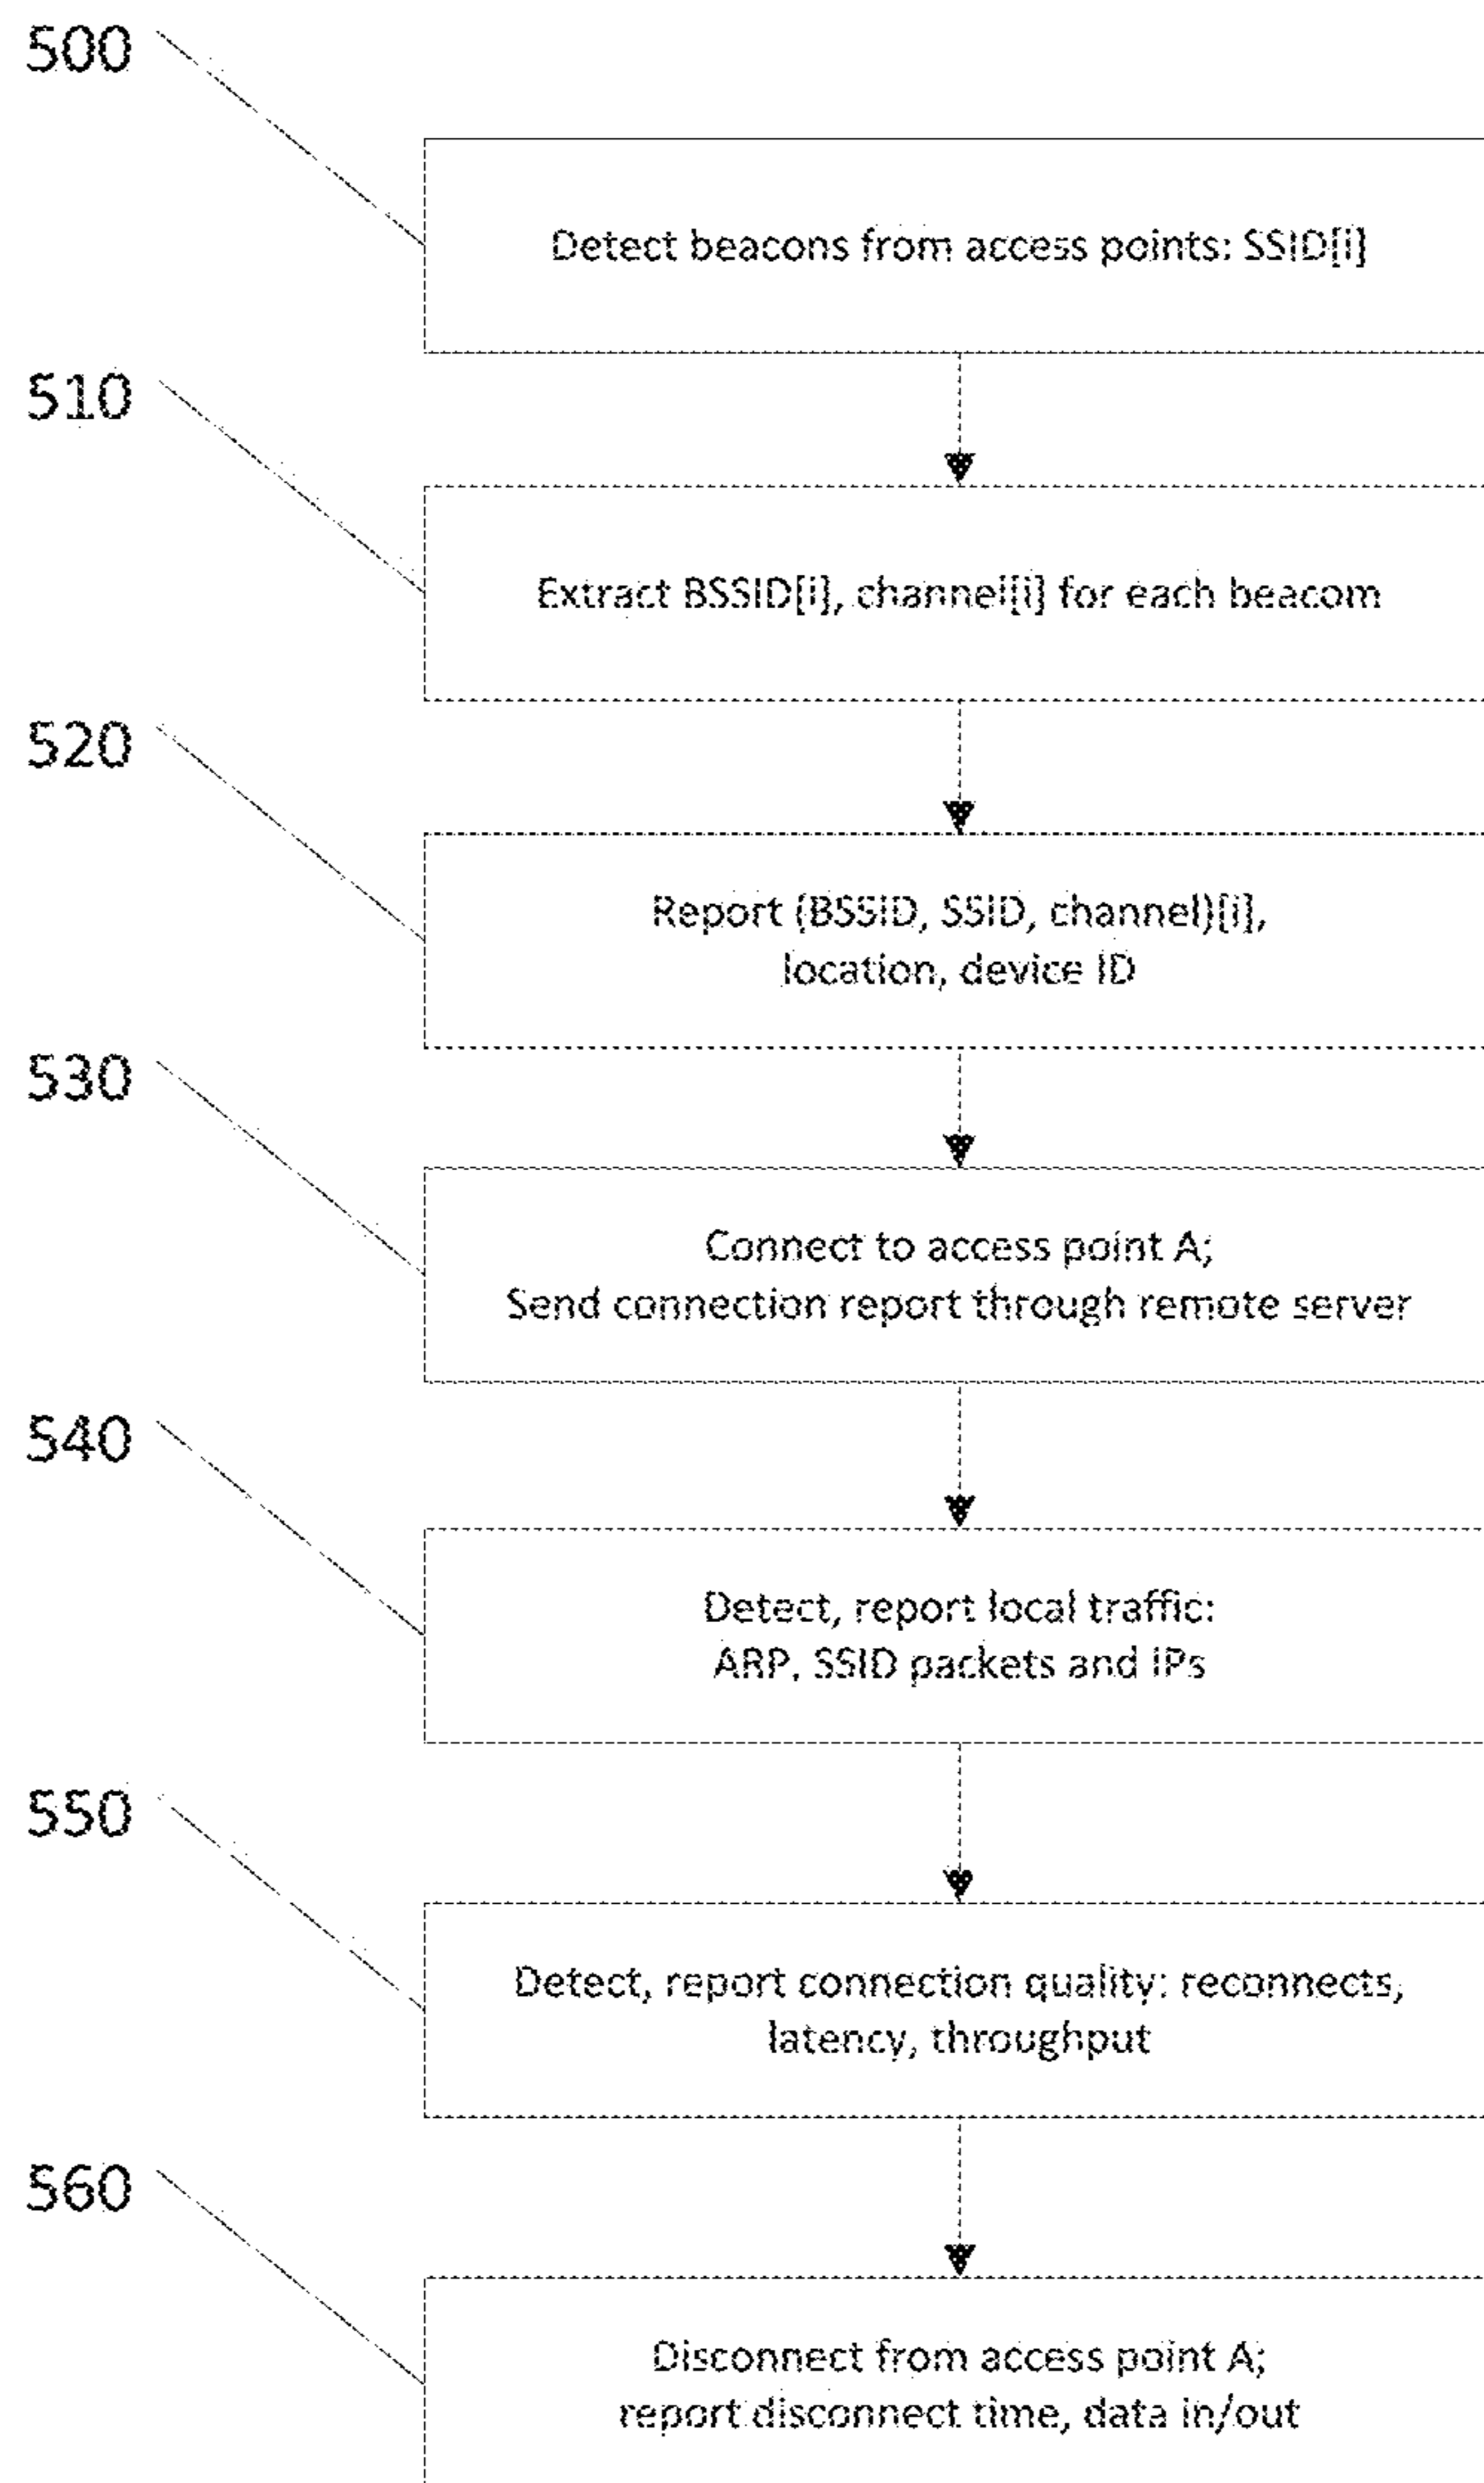 500
Detect beacons from access points: SSID[i]
510
Extract BSSID[i], channel[i] for each beacom
520
Report (BSSID, SSID, channel)[i],
location, device ID
530
Connect to access point A;
Send connection report through remote server
540
Detect, report local traffic:
ARP, SSID packets and IPs
550
Detect, report connection quality: reconnects,
latency, throughput
560
Disconnect from access point A;
report disconnect time, data in/out